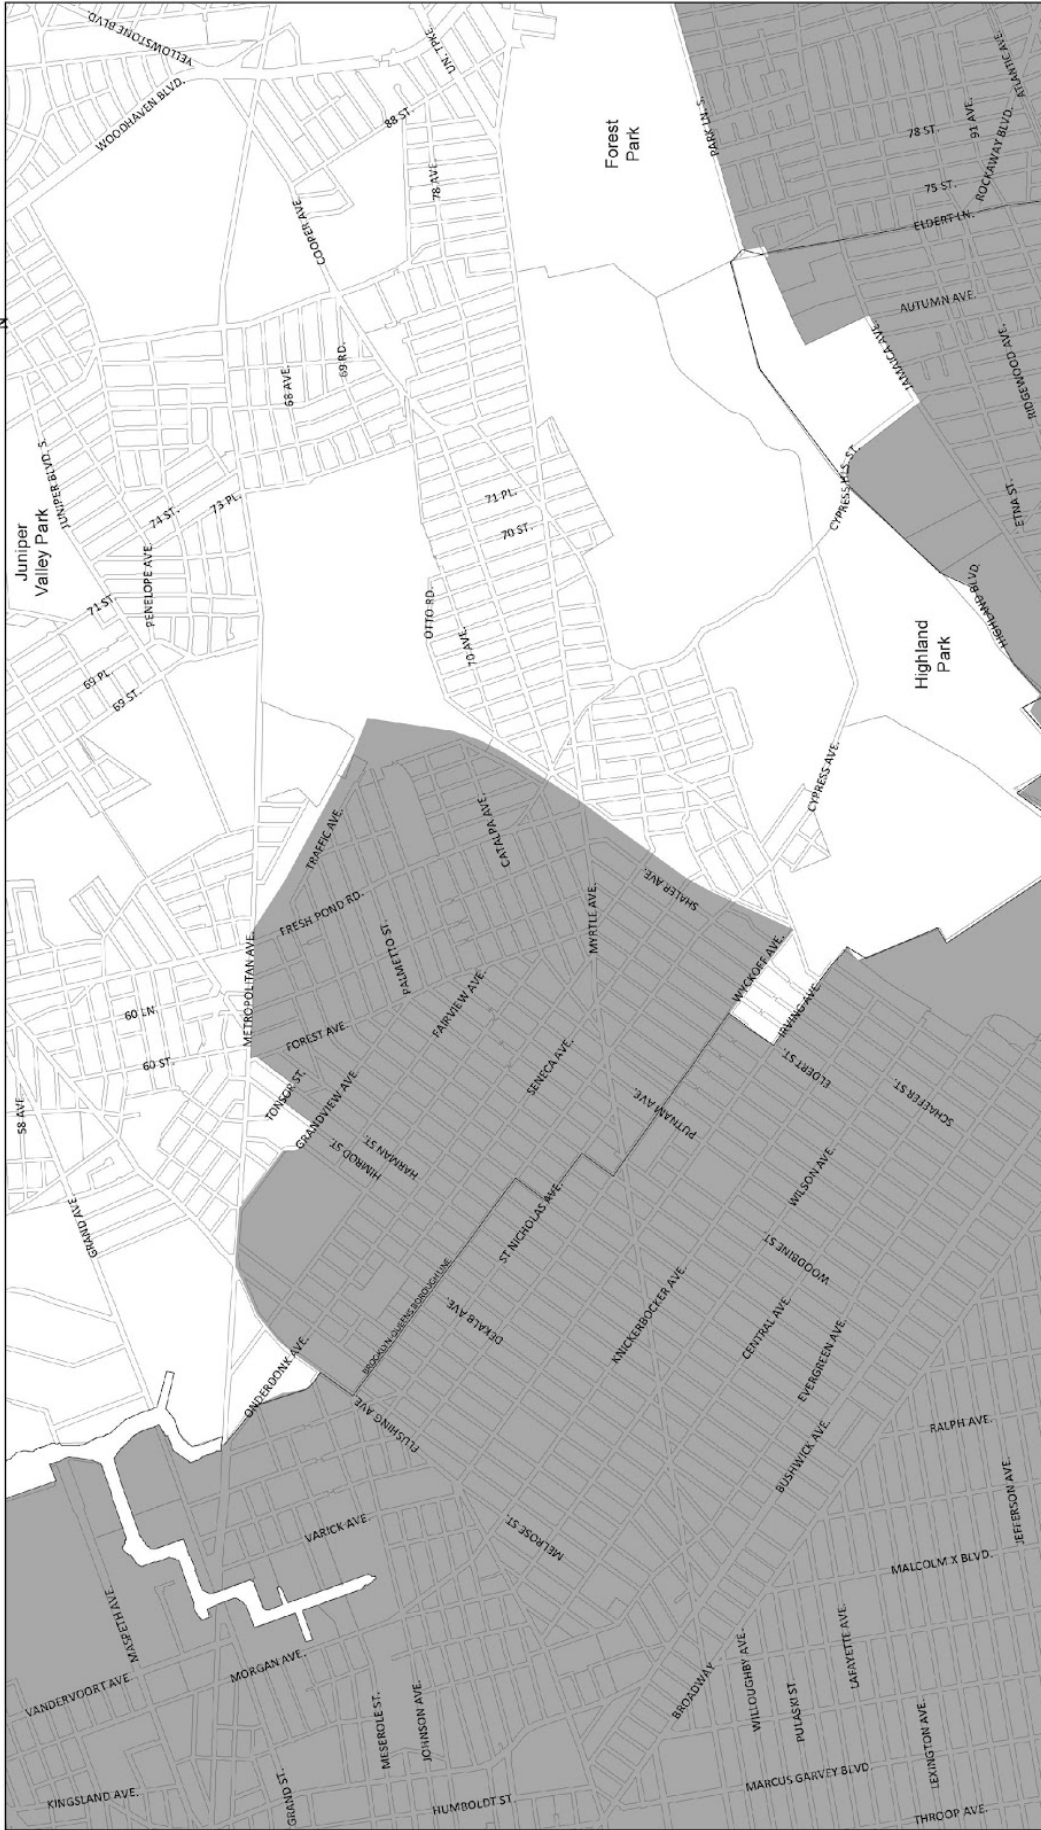 YELLOWSTONE BLVD
WOODHAVEN BLVD.
UN. TPKE.
88 ST.
78 AVE.
COOPER AVE.
Forest
Park
PARK LN. S.
ATLANTIC AVE.
91 AVE.
78 ST.
ROCKAWAY BLVD.
75 ST.
ELDERT LN.
AUTUMN AVE.
JAMAICA AVE.
RIDGEWOOD AVE.
N
68 AVE.
69 RD.
JUNIPER BLVD. S.
Juniper
Valley Park
74 ST.
73 PL.
PENELOPE AVE.
71 ST.
69 PL.
69 ST.
71 PL.
70 ST.
OTTO RD.
70 AVE.
CYPRESS HLS. ST.
ETNA ST.
HIGHLAND BLVD.
Highland
Park
CYPRESS AVE.
TRAFFIC AVE.
CATALPA AVE.
FRESH POND RD.
PALMETTO ST.
METROPOLITAN AVE.
60 LN.
60 ST.
58 AVE.
FOREST AVE.
FAIRVIEW AVE.
MYRTLE AVE.
SHALER AVE.
WYCKOFF AVE.
IRVING AVE.
ELDERT ST.
SCHAEFER ST.
TONSOR ST.
GRANDVIEW AVE.
HIMROD ST.
HARMAN ST.
SENECA AVE.
PUTNAM AVE.
GRAND AVE.
ST NICHOLAS AVE.
WILSON AVE.
WOODBINE ST.
BROOKLYN QUEENS BOROUGH LINE
DEKALB AVE.
KNICKERBOCKER AVE.
CENTRAL AVE.
EVERGREEN AVE.
ONDERDONK AVE.
FLUSHING AVE.
BUSHWICK AVE.
RALPH AVE.
JEFFERSON AVE.
VARICK AVE.
MELROSE ST.
MALCOLM X BLVD.
MASPETH AVE.
VANDERVOORT AVE.
MORGAN AVE.
BROADWAY
WILLOUGHBY AVE.
LAFAYETTE AVE.
MESEROLE ST.
JOHNSON AVE.
PULASKI ST.
LEXINGTON AVE.
KINGSLAND AVE.
GRAND ST.
HUMBOLDT ST.
MARCUS GARVEY BLVD.
THROOP AVE.